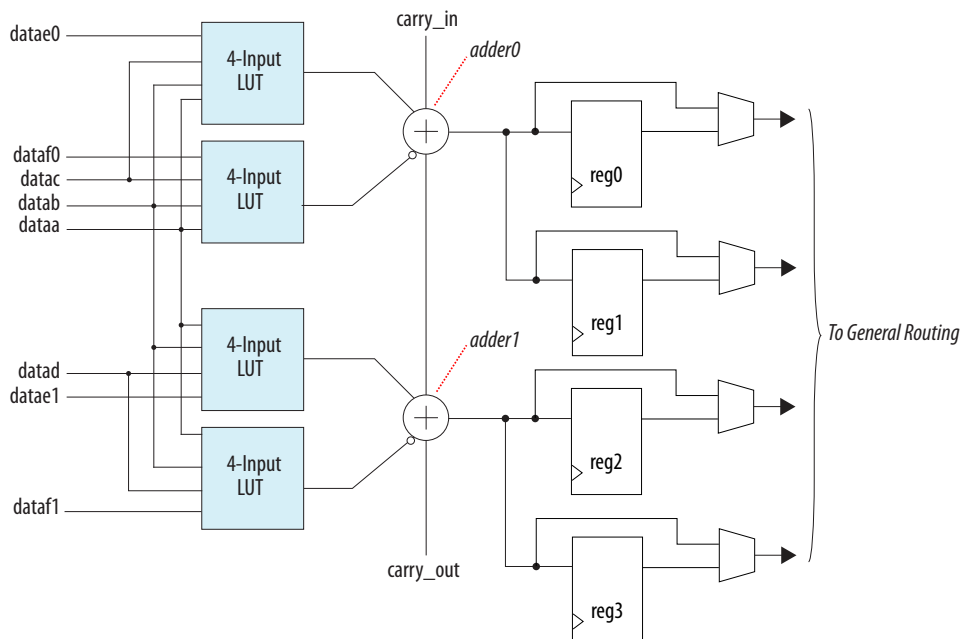 carry_in
datae0
4-Input
LUT
adder0
dataf0
datac
datab
dataa
4-Input
LUT
reg0
reg1
To General Routing
4-Input
LUT
adder1
datad
datae1
4-Input
LUT
reg2
dataf1
carry_out
reg3